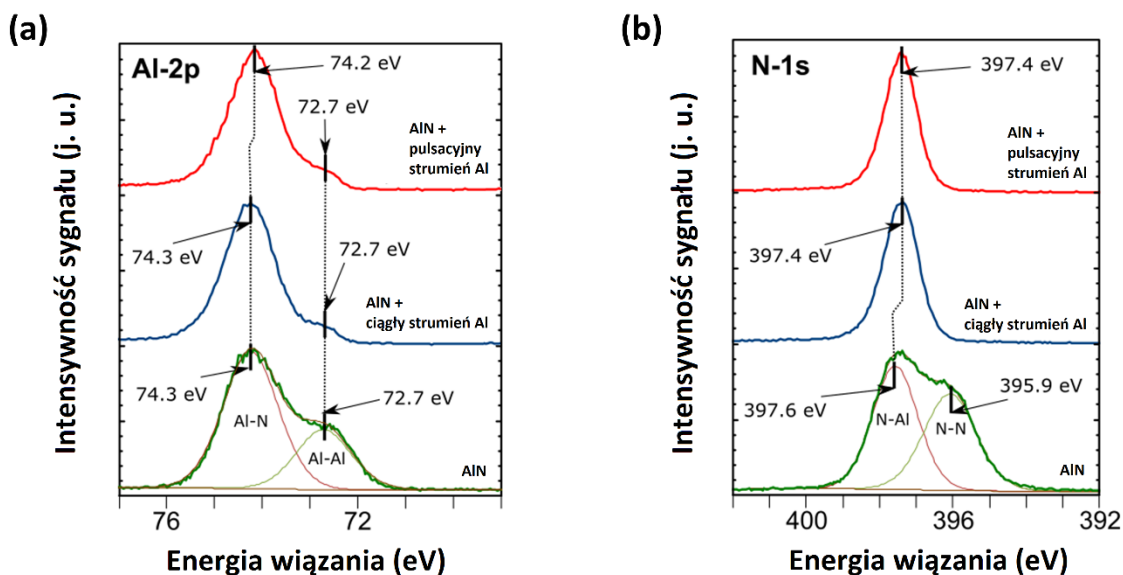 (a)
Intensywność sygnału (j. u.)
Al-2p
74.2 eV
72.7 eV
AlN +
pulsacyjny
strumień Al
74.3 eV
72.7 eV
AlN +
ciągły strumień Al
74.3 eV
72.7 eV
Al-N
Al-Al
AlN
76
72
Energia wiązania (eV)
(b)
Intensywność sygnału (j. u.)
N-1s
397.4 eV
AlN +
pulsacyjny
strumień Al
397.4 eV
AlN +
ciągły strumień Al
397.6 eV
395.9 eV
N-Al
N-N
AlN
400
396
392
Energia wiązania (eV)